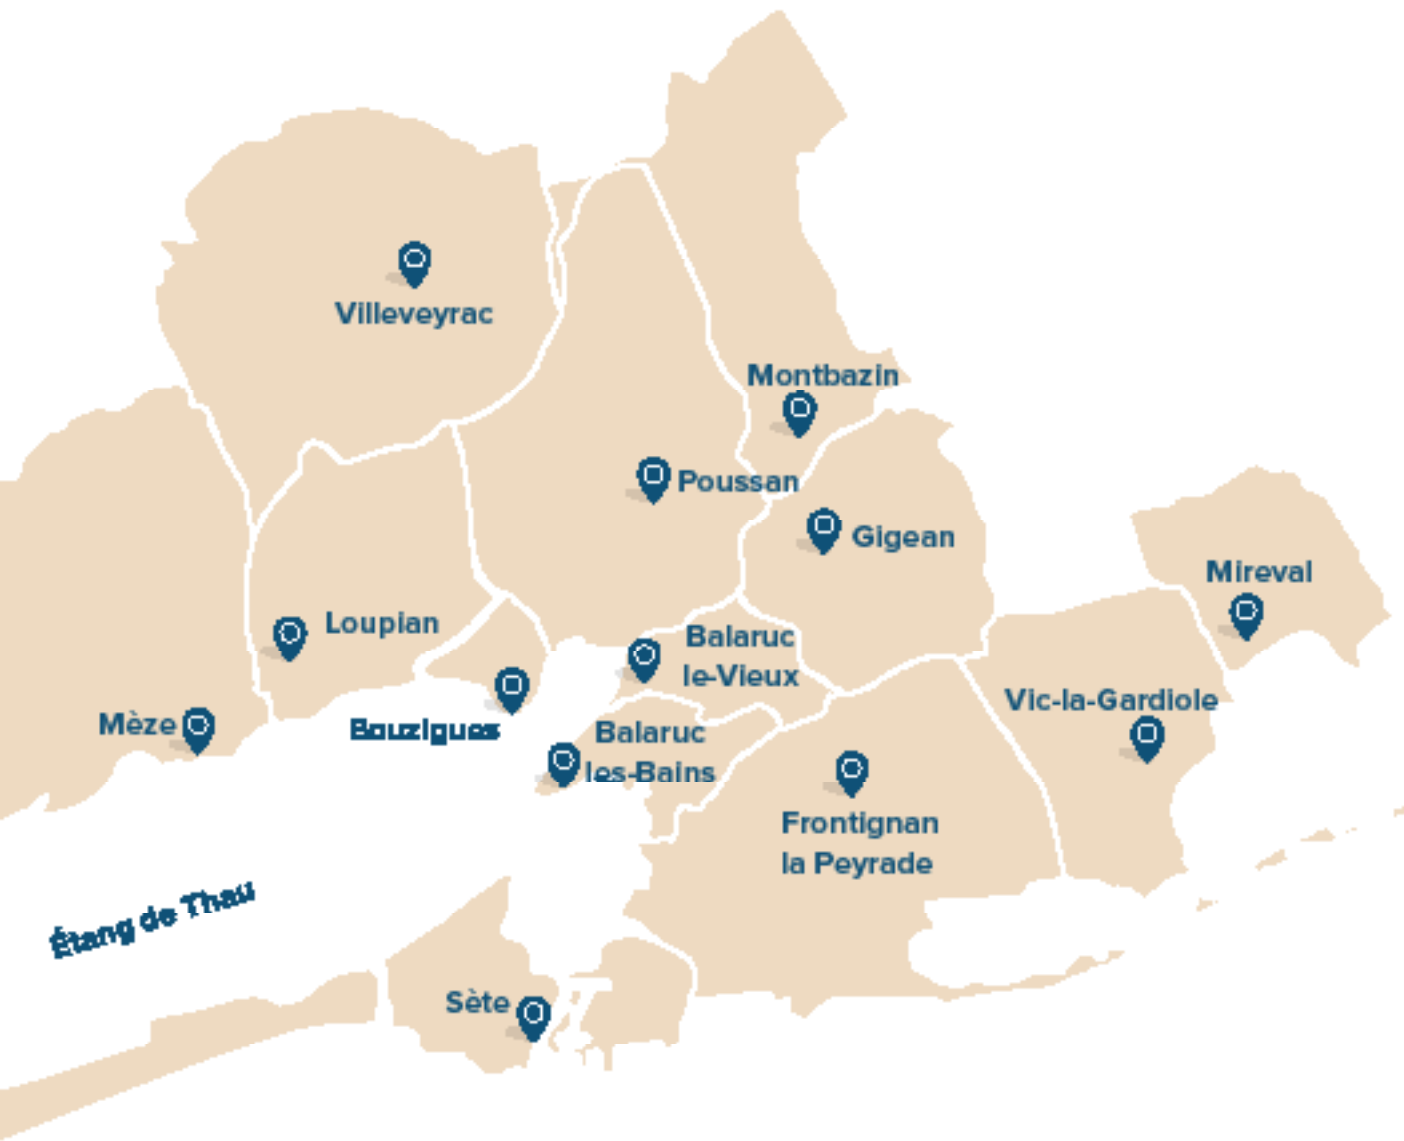 Villeveyrac
Montbazin
Poussan
Gigean
Mireval
Loupian
Balaruc
le-Vieux
Vic-la-Gardiole
Mèze
Bouzigues
Balaruc
les-Bains
Frontignan
la Peyrade
Étang de Thau
Sète